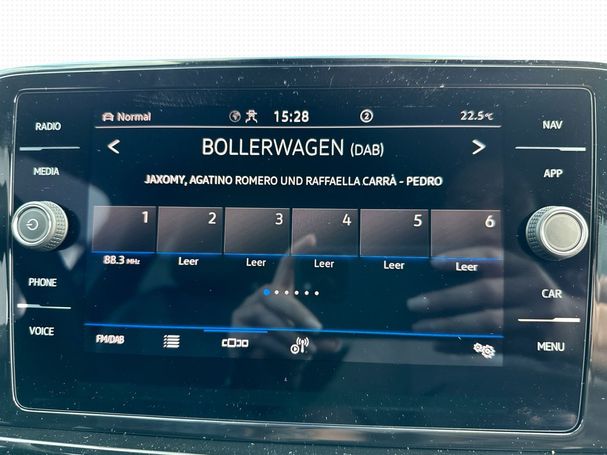 Normal 15:28 2 22.5°C
RADIO NAV
BOLLERWAGEN (DAB)
MEDIA APP
JAXOMY, AGATINO ROMERO UND RAFFAELLA CARRÀ - PEDRO
1 2 3 4 5 6
88.3 MHz Leer Leer Leer Leer Leer
PHONE CAR
VOICE MENU
FM/DAB